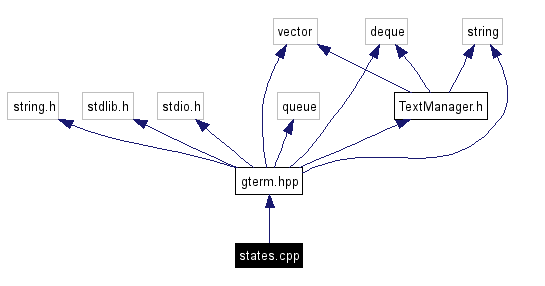 vector
deque
string
string.h
stdlib.h
stdio.h
queue
TextManager.h
gterm.hpp
states.cpp